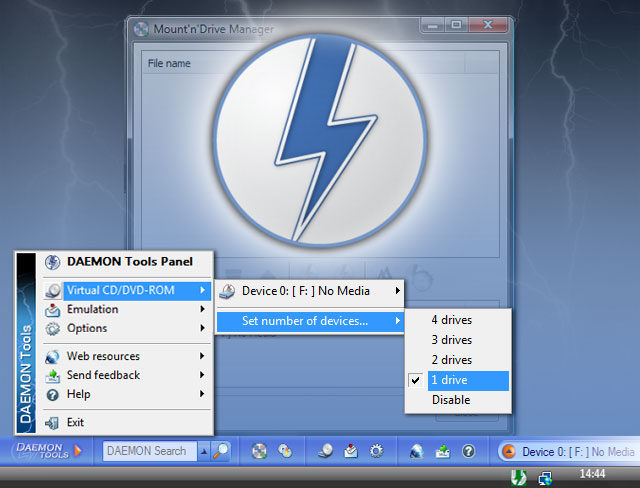 Mount'n'Drive Manager
File name
DAEMON Tools Panel
Virtual CD/DVD-ROM
Emulation
Options
Web resources
Send feedback
Help
Exit
DAEMON Tools
Device 0: [ F: ] No Media
Set number of devices...
4 drives
3 drives
2 drives
1 drive
Disable
DAEMON
TOOLS
DAEMON Search
Device 0: [ F: ] No Media
14:44